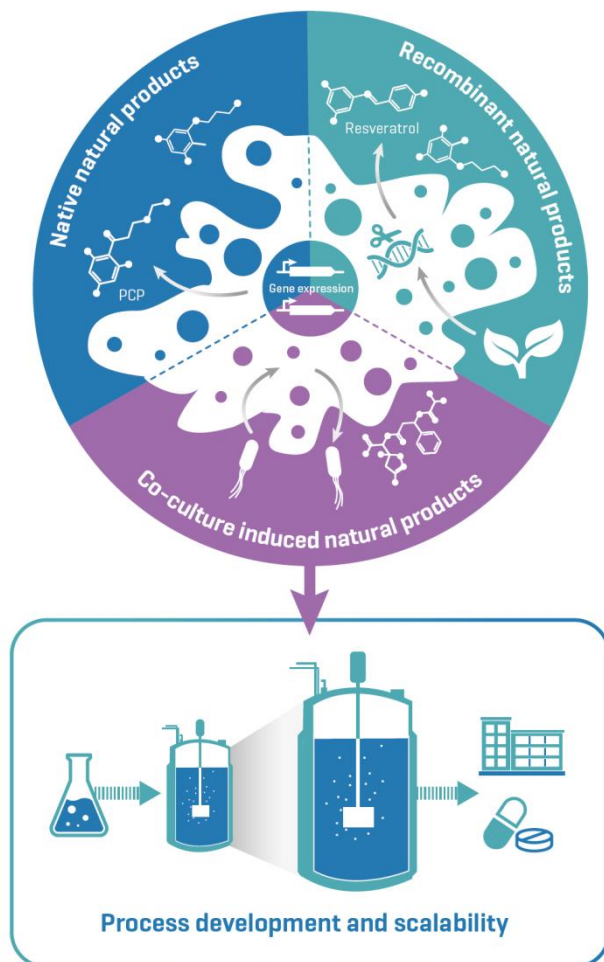 Native natural products
Recombinant natural products
Resveratrol
PCP
Gene expression
Co-culture induced natural products
Process development and scalability